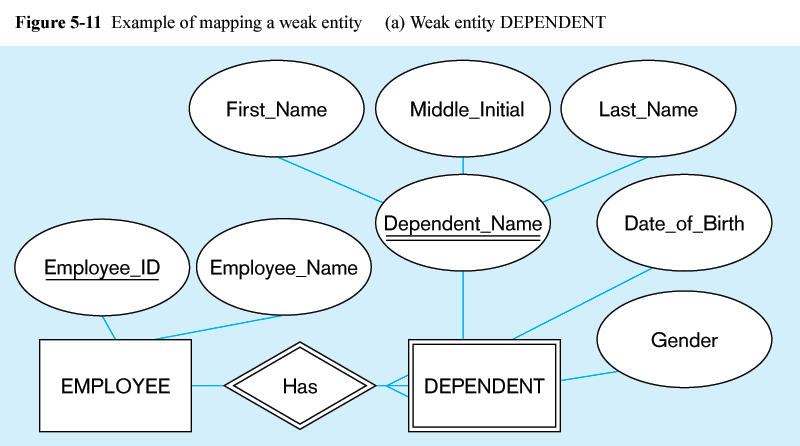 Figure 5-11 Example of mapping a weak entity (a) Weak entity DEPENDENT
First_Name
Middle_Initial
Last_Name
Dependent_Name
Date_of_Birth
Employee_ID
Employee_Name
Gender
EMPLOYEE
Has
DEPENDENT